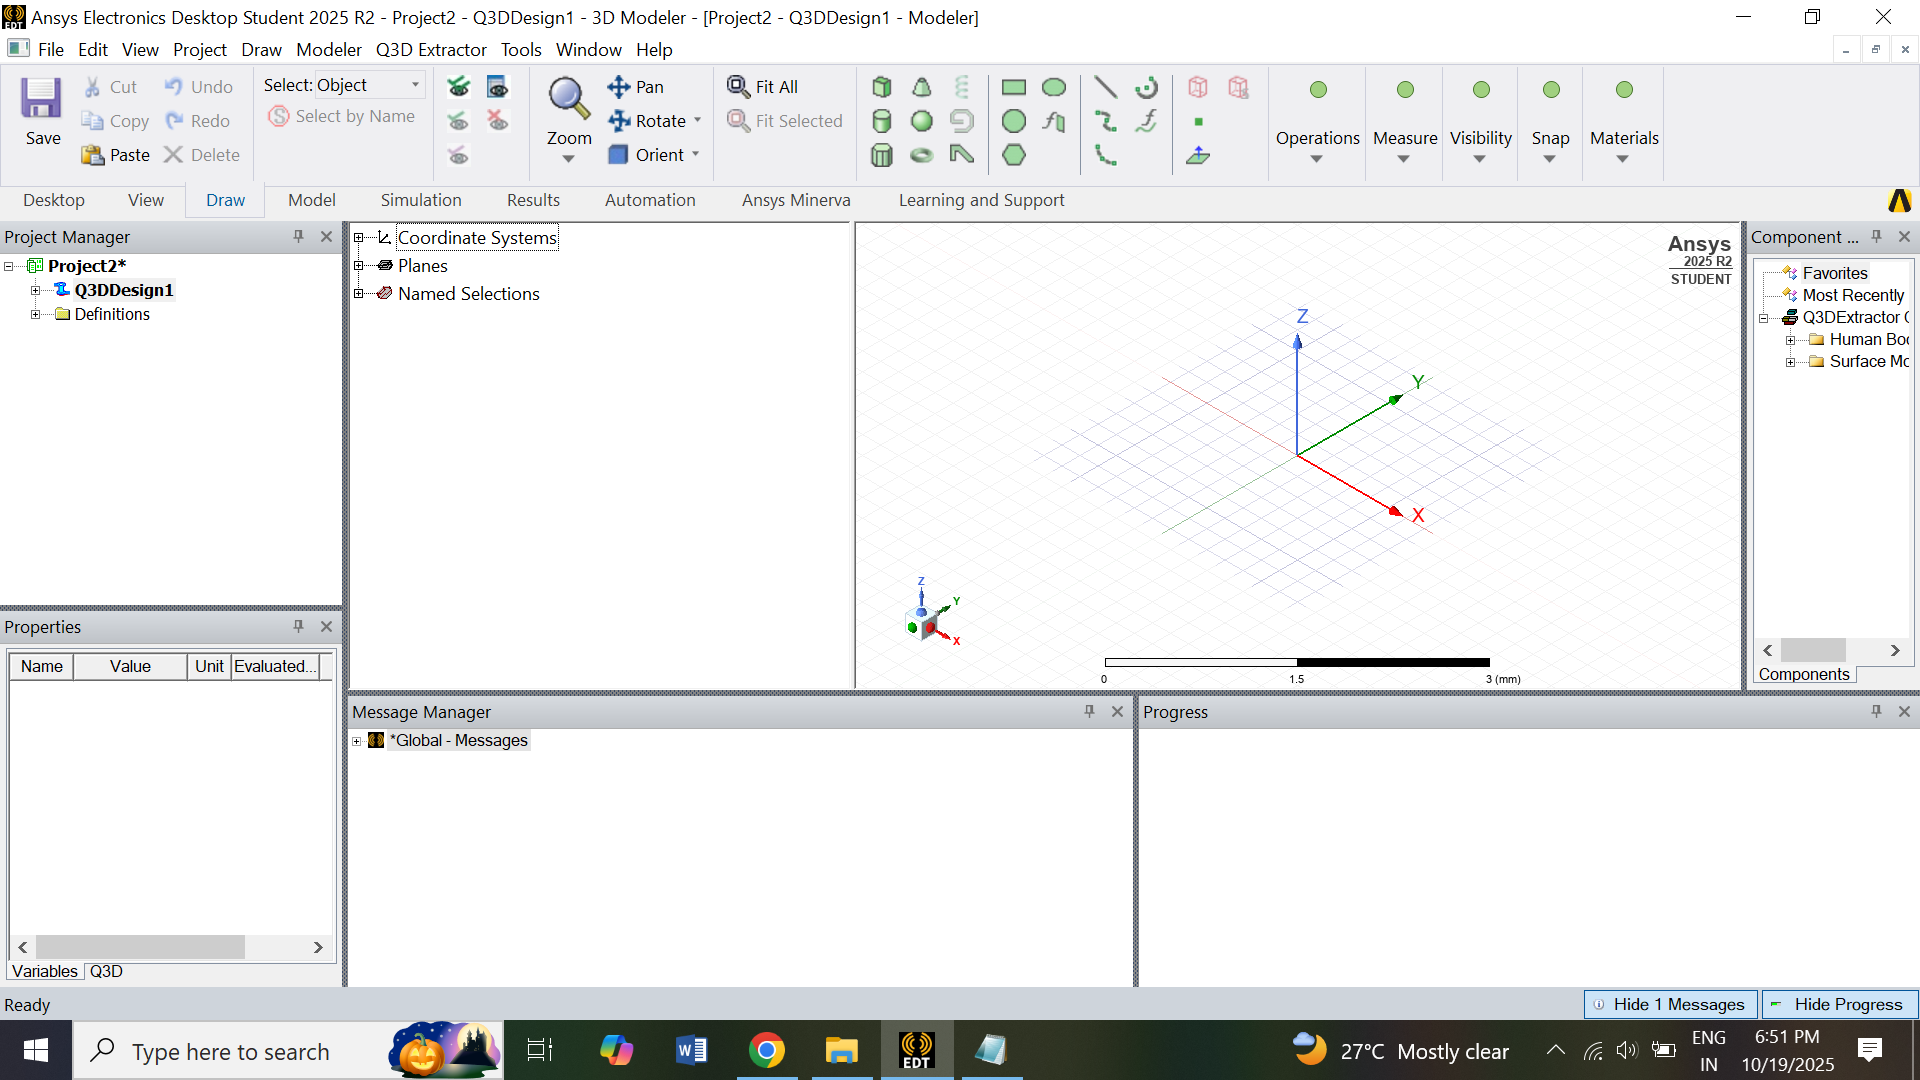 Ansys Electronics Desktop Student 2025 R2 - Project2 - Q3DDesign1 - 3D Modeler - [Project2 - Q3DDesign1 - Modeler]
File Edit View Project Draw Modeler Q3D Extractor Tools Window Help
Save
Cut
Copy
Paste
Undo
Redo
Delete
Select: Object
Select by Name
Zoom
Pan
Rotate
Orient
Fit All
Fit Selected
Operations
Measure
Visibility
Snap
Materials
Desktop View Draw Model Simulation Results Automation Ansys Minerva Learning and Support
Project Manager
Project2*
Q3DDesign1
Definitions
Coordinate Systems
Planes
Named Selections
Ansys
2025 R2
STUDENT
Z
Y
X
Z
Y
X
0 1.5 3 (mm)
Component ...
Favorites
Most Recently
Q3DExtractor
Human Bo
Surface Mo
Components
Properties
Name Value Unit Evaluated...
Variables Q3D
Message Manager
*Global - Messages
Progress
Ready
Hide 1 Messages Hide Progress
Type here to search
EDT
27°C Mostly clear
ENG
IN
6:51 PM
10/19/2025